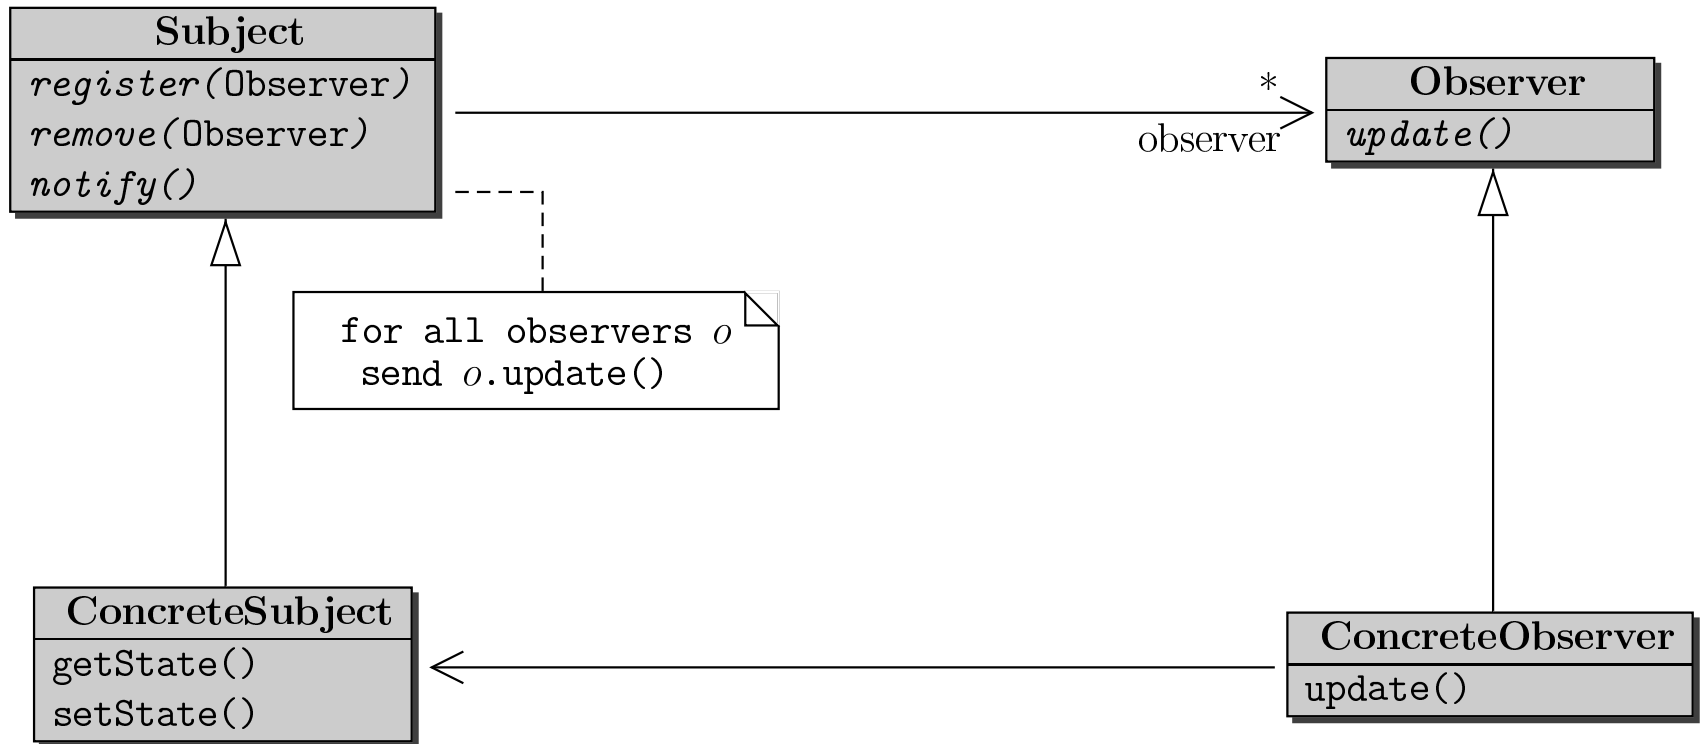 Subject
register(Observer)
remove(Observer)
notify()
*
observer
Observer
update()
for all observers o
send o.update()
ConcreteSubject
getState()
setState()
ConcreteObserver
update()